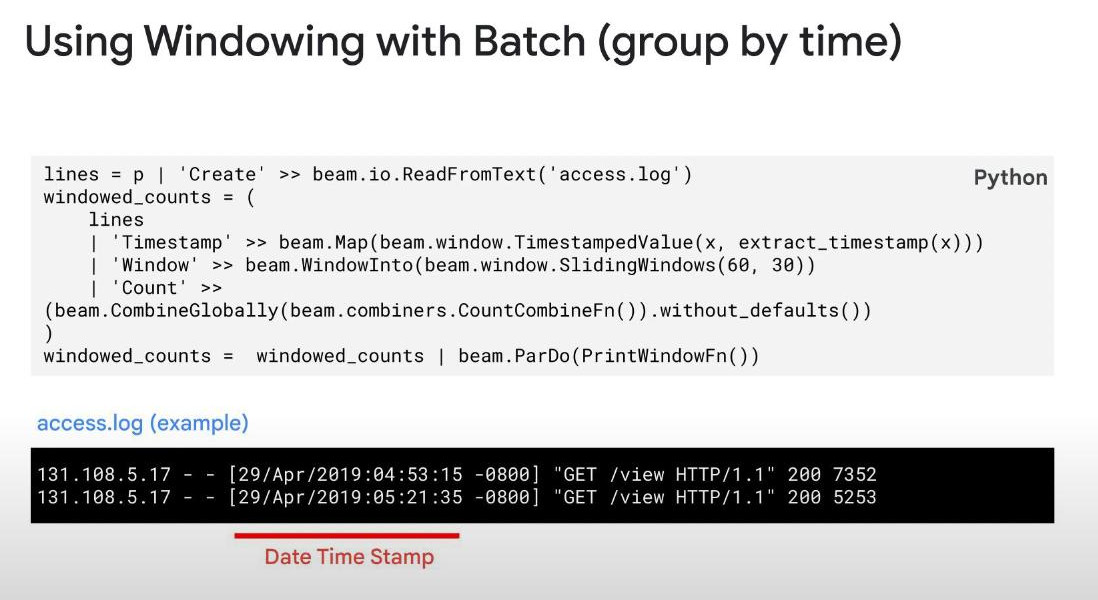 Using Windowing with Batch (group by time)
lines = p | 'Create' >> beam.io.ReadFromText('access.log')
Python
windowed_counts = (
lines
| 'Timestamp' >> beam.Map(beam.window.TimestampedValue(x, extract_timestamp(x)))
| 'Window' >> beam.WindowInto(beam.window.SlidingWindows(60, 30))
| 'Count' >>
(beam.CombineGlobally(beam.combiners.CountCombineFn()).without_defaults())
)
windowed_counts = windowed_counts | beam.ParDo(PrintWindowFn())
access.log (example)
131.108.5.17 - - [29/Apr/2019:04:53:15 -0800] "GET /view HTTP/1.1" 200 7352
131.108.5.17 - - [29/Apr/2019:05:21:35 -0800] "GET /view HTTP/1.1" 200 5253
Date Time Stamp